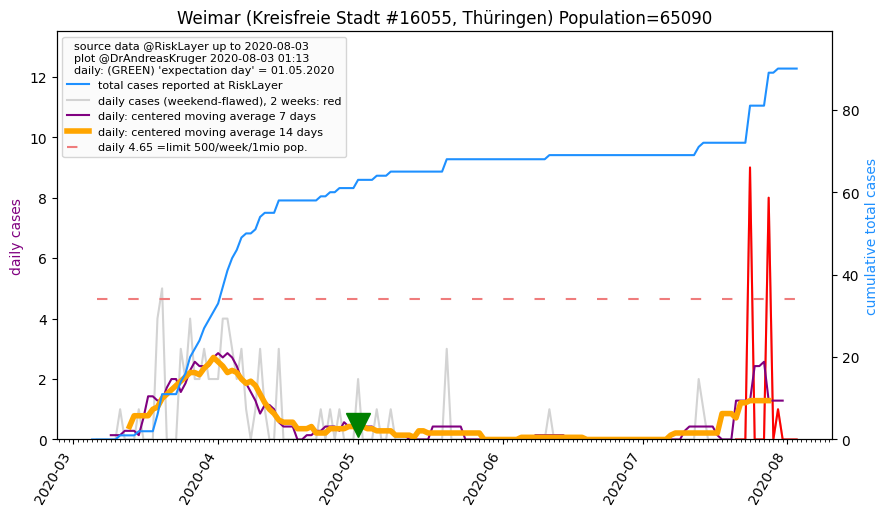 Weimar (Kreisfreie Stadt #16055, Thüringen) Population=65090
source data @RiskLayer up to 2020-08-03
plot @DrAndreasKruger 2020-08-03 01:13
daily: (GREEN) 'expectation day' = 01.05.2020
total cases reported at RiskLayer
daily cases (weekend-flawed), 2 weeks: red
daily: centered moving average 7 days
daily: centered moving average 14 days
daily 4.65 =limit 500/week/1mio pop.
daily cases
12
10
8
6
4
2
0
cumulative total cases
80
60
40
20
0
2020-03
2020-04
2020-05
2020-06
2020-07
2020-08